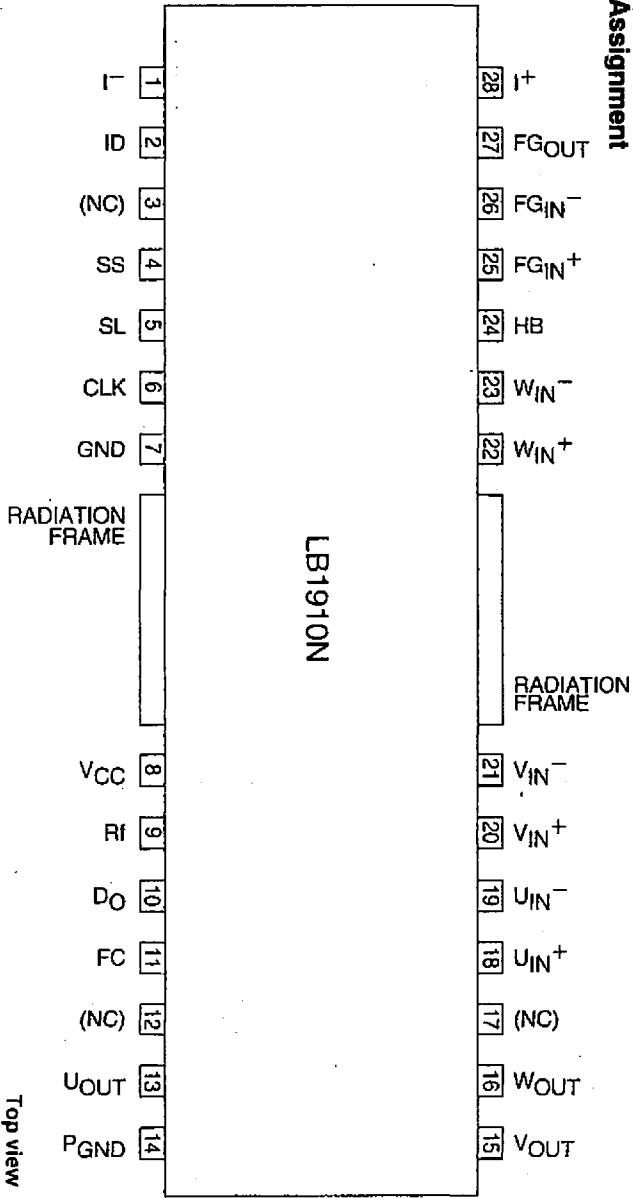 Assignment
I− 1
ID 2
(NC) 3
SS 4
SL 5
CLK 6
GND 7
RADIATION
FRAME
VCC 8
Rf 9
DO 10
FC 11
(NC) 12
UOUT 13
PGND 14
LB1910N
28 I+
27 FGOUT
26 FGIN−
25 FGIN+
24 HB
23 WIN−
22 WIN+
RADIATION
FRAME
21 VIN−
20 VIN+
19 UIN−
18 UIN+
17 (NC)
16 WOUT
15 VOUT
Top view